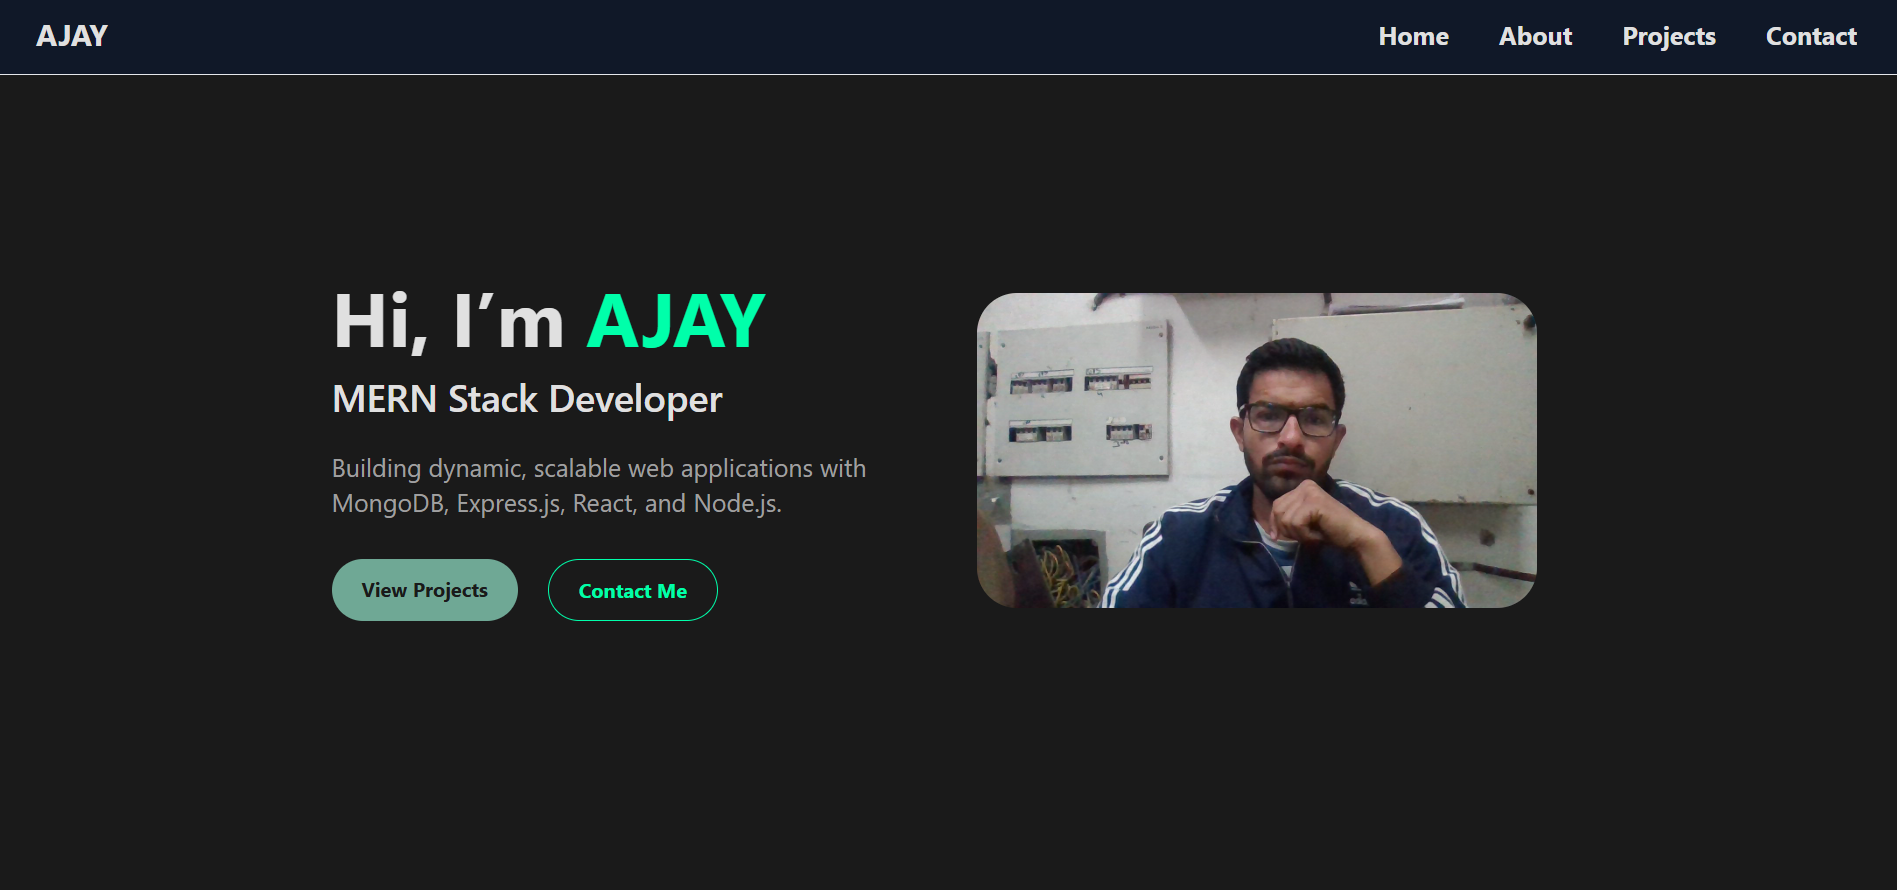 AJAY
Home About Projects Contact
Hi, I’m AJAY
MERN Stack Developer
Building dynamic, scalable web applications with
MongoDB, Express.js, React, and Node.js.
View Projects Contact Me
adidas